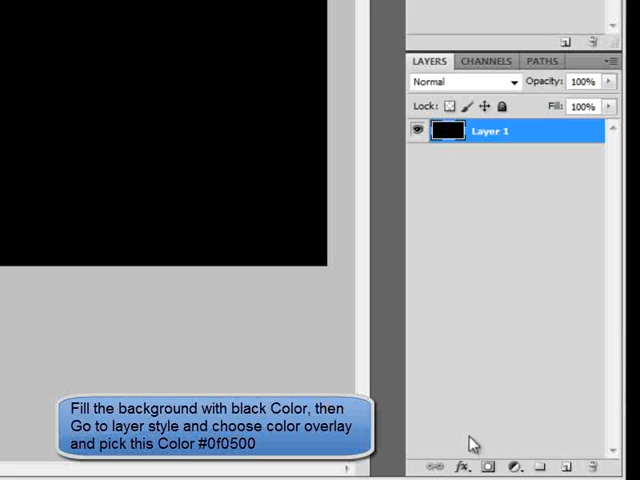 LAYERS CHANNELS PATHS
Normal Opacity: 100%
Lock: Fill: 100%
Layer 1
Fill the background with black Color, then
Go to layer style and choose color overlay
and pick this Color #0f0500
fx.